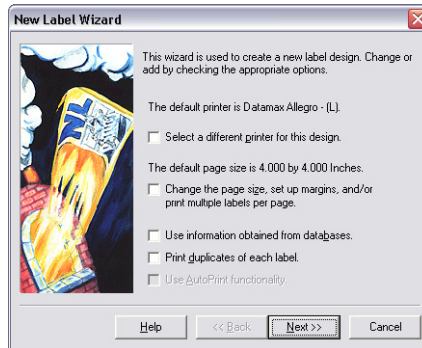 New Label Wizard
This wizard is used to create a new label design. Change or
add by checking the appropriate options.
The default printer is Datamax Allegro - (L).
Select a different printer for this design.
The default page size is 4.000 by 4.000 Inches.
Change the page size, set up margins, and/or
print multiple labels per page.
Use information obtained from databases.
Print duplicates of each label.
Use AutoPrint functionality.
NL
Help
<< Back
Next >>
Cancel